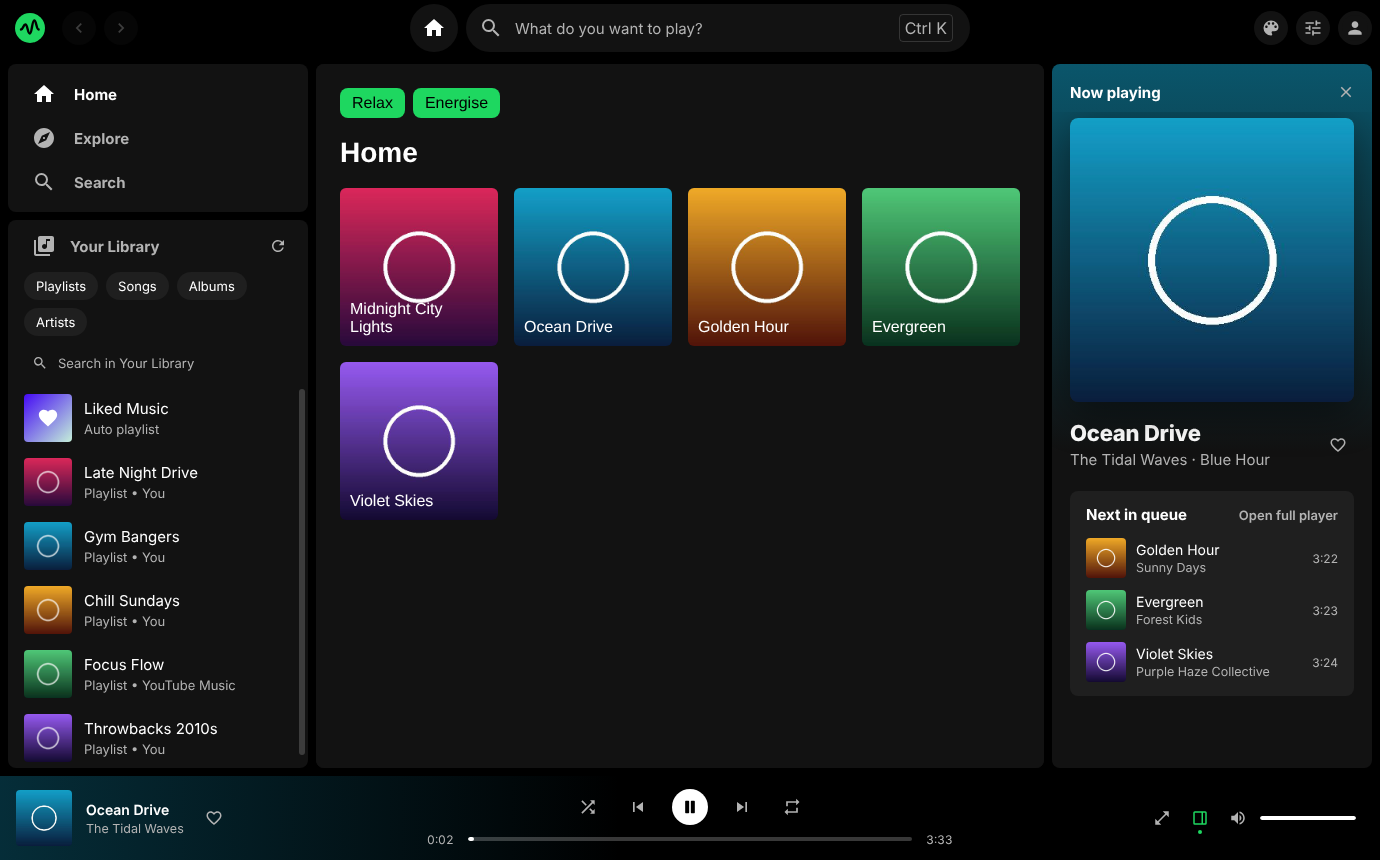 What do you want to play?
Ctrl K
Home
Explore
Search
Your Library
Playlists
Songs
Albums
Artists
Search in Your Library
Liked Music
Auto playlist
Late Night Drive
Playlist • You
Gym Bangers
Playlist • You
Chill Sundays
Playlist • You
Focus Flow
Playlist • YouTube Music
Throwbacks 2010s
Playlist • You
Relax
Energise
Home
Midnight City
Lights
Ocean Drive
Golden Hour
Evergreen
Violet Skies
Now playing
Ocean Drive
The Tidal Waves · Blue Hour
Next in queue
Open full player
Golden Hour
Sunny Days
3:22
Evergreen
Forest Kids
3:23
Violet Skies
Purple Haze Collective
3:24
Ocean Drive
The Tidal Waves
0:02
3:33